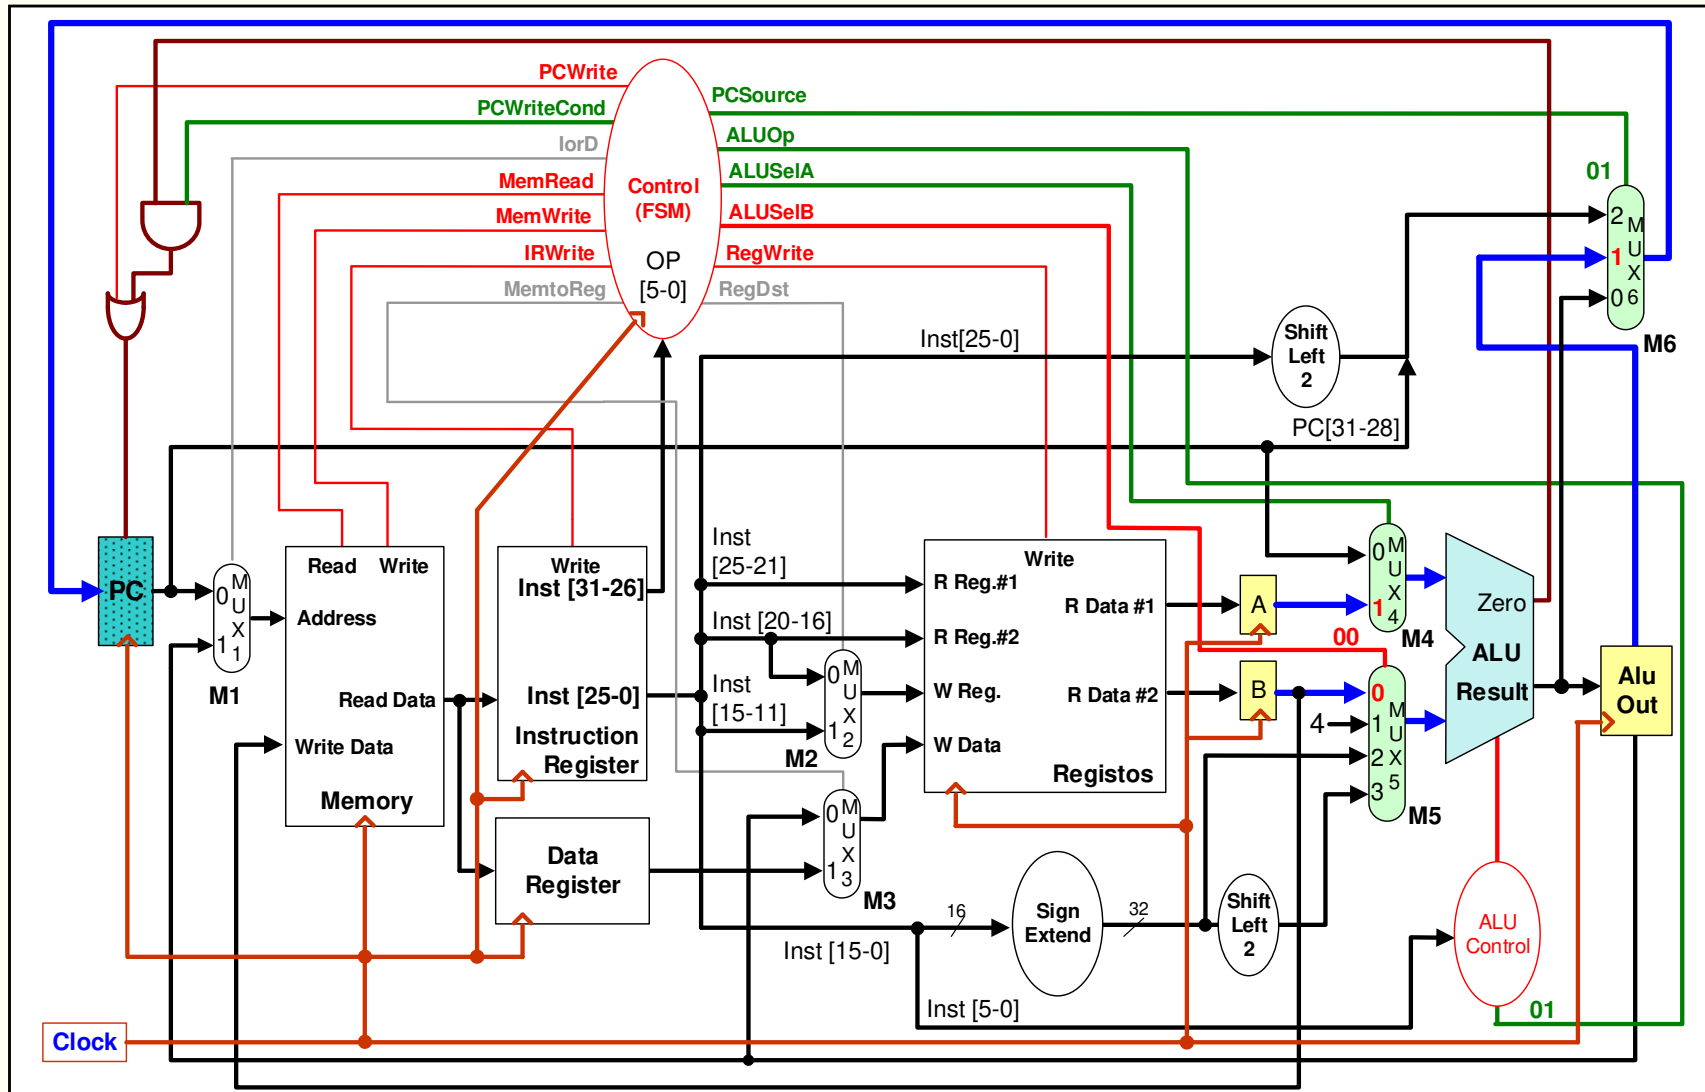 PCWrite
PCWriteCond
IorD
MemRead
MemWrite
IRWrite
MemtoReg
Control
(FSM)
OP
[5-0]
PCSource
ALUOp
ALUSelA
ALUSelB
RegWrite
RegDst
01
2
1
0
M
U
X
6
M6
Inst[25-0]
Shift
Left
2
PC[31-28]
PC
0
1
M
U
X
1
M1
Read Write
Address
Read Data
Write Data
Memory
Write
Inst [31-26]
Inst [25-0]
Instruction
Register
Data
Register
Inst
[25-21]
Inst [20-16]
Inst
[15-11]
0
1
M
U
X
2
M2
0
1
M
U
X
3
M3
Write
R Reg.#1
R Reg.#2
W Reg.
W Data
R Data #1
R Data #2
Registos
A
B
4
0
1
M
U
X
4
M4
00
0
1
2
3
M
U
X
5
M5
Zero
ALU
Result
Alu
Out
16
Sign
Extend
32
Shift
Left
2
Inst [15-0]
Inst [5-0]
ALU
Control
01
Clock